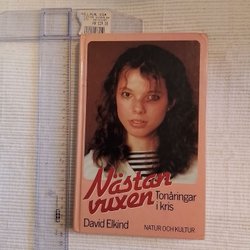 Nästan
vuxen
Tonåringar
i kris
David Elkind
NATUR OCH KULTUR